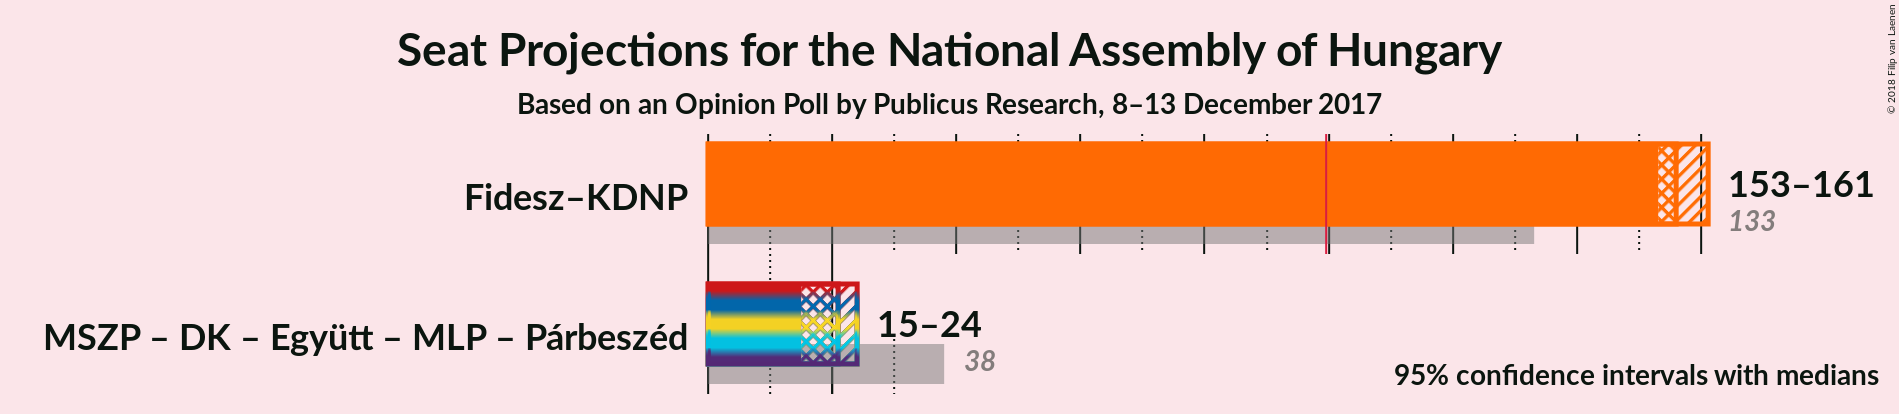 Seat Projections for the National Assembly of Hungary
Based on an Opinion Poll by Publicus Research, 8–13 December 2017
Fidesz–KDNP
153–161
133
MSZP – DK – Együtt – MLP – Párbeszéd
15–24
38
95% confidence intervals with medians
© 2018 Filip van Laenen